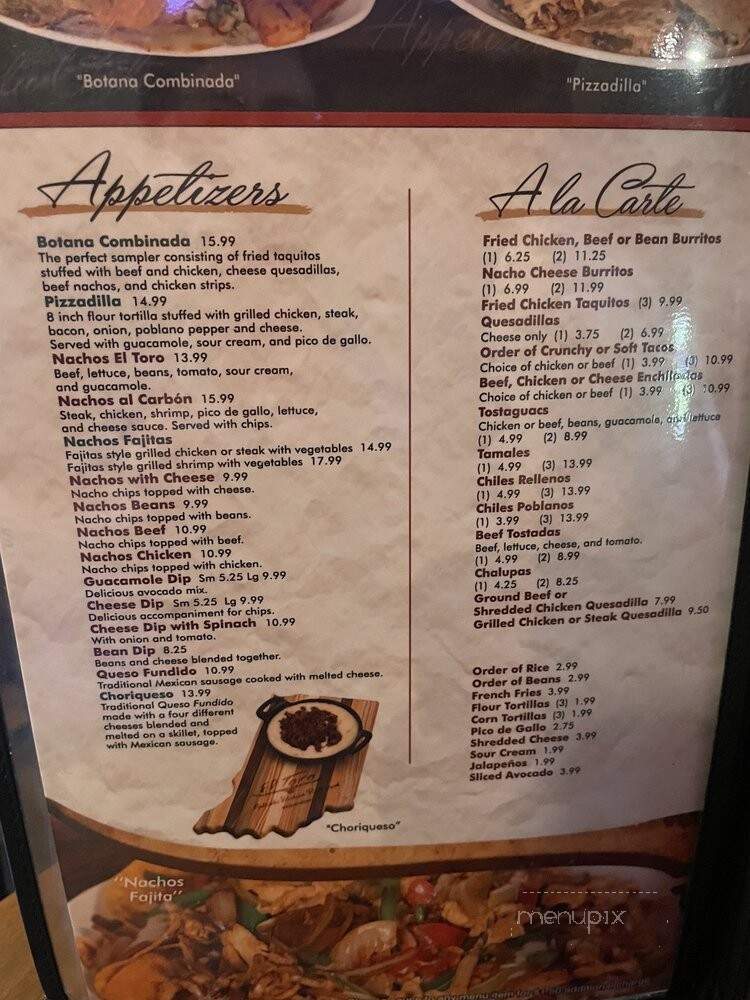 "Botana Combinada"
"Pizzadilla"
Appetizers
Botana Combinada 15.99
The perfect sampler consisting of fried taquitos
stuffed with beef and chicken, cheese quesadillas,
beef nachos, and chicken strips.
Pizzadilla 14.99
8 inch flour tortilla stuffed with grilled chicken, steak,
bacon, onion, poblano pepper and cheese.
Served with guacamole, sour cream, and pico de gallo.
Nachos El Toro 13.99
Beef, lettuce, beans, tomato, sour cream,
and guacamole.
Nachos al Carbón 15.99
Steak, chicken, shrimp, pico de gallo, lettuce,
and cheese sauce. Served with chips.
Nachos Fajitas
Fajitas style grilled chicken or steak with vegetables 14.99
Fajitas style grilled shrimp with vegetables 17.99
Nachos with Cheese 9.99
Nacho chips topped with cheese.
Nachos Beans 9.99
Nacho chips topped with beans.
Nachos Beef 10.99
Nacho chips topped with beef.
Nachos Chicken 10.99
Nacho chips topped with chicken.
Guacamole Dip Sm 5.25 Lg 9.99
Delicious avocado mix.
Cheese Dip Sm 5.25 Lg 9.99
Delicious accompaniment for chips.
Cheese Dip with Spinach 10.99
With onion and tomato.
Bean Dip 8.25
Beans and cheese blended together.
Queso Fundido 10.99
Traditional Mexican sausage cooked with melted cheese.
Choriqueso 13.99
Traditional Queso Fundido
made with a four different
cheeses blended and
melted on a skillet, topped
with Mexican sausage.
El Toro
"Choriqueso"
A la Carte
Fried Chicken, Beef or Bean Burritos
(1) 6.25 (2) 11.25
Nacho Cheese Burritos
(1) 6.99 (2) 11.99
Fried Chicken Taquitos (3) 9.99
Quesadillas
Cheese only (1) 3.75 (2) 6.99
Order of Crunchy or Soft Tacos
Choice of chicken or beef (1) 3.99 (3) 10.99
Beef, Chicken or Cheese Enchiladas
Choice of chicken or beef (1) 3.99 (3) 10.99
Tostaguacs
Chicken or beef, beans, guacamole, and lettuce
(1) 4.99 (2) 8.99
Tamales
(1) 4.99 (3) 13.99
Chiles Rellenos
(1) 4.99 (3) 13.99
Chiles Poblanos
(1) 3.99 (3) 13.99
Beef Tostadas
Beef, lettuce, cheese, and tomato.
(1) 4.99 (2) 8.99
Chalupas
(1) 4.25 (2) 8.25
Ground Beef or
Shredded Chicken Quesadilla 7.99
Grilled Chicken or Steak Quesadilla 9.50
Order of Rice 2.99
Order of Beans 2.99
French Fries 3.99
Flour Tortillas (3) 1.99
Corn Tortillas (3) 1.99
Pico de Gallo 2.75
Shredded Cheese 3.99
Sour Cream 1.99
Jalapeños 1.99
Sliced Avocado 3.99
"Nachos
Fajita"
menupix